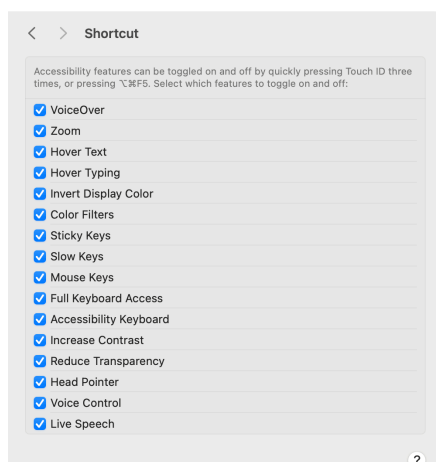 Shortcut
Accessibility features can be toggled on and off by quickly pressing Touch ID three
times, or pressing ⌥⌘F5. Select which features to toggle on and off:
VoiceOver
Zoom
Hover Text
Hover Typing
Invert Display Color
Color Filters
Sticky Keys
Slow Keys
Mouse Keys
Full Keyboard Access
Accessibility Keyboard
Increase Contrast
Reduce Transparency
Head Pointer
Voice Control
Live Speech
?